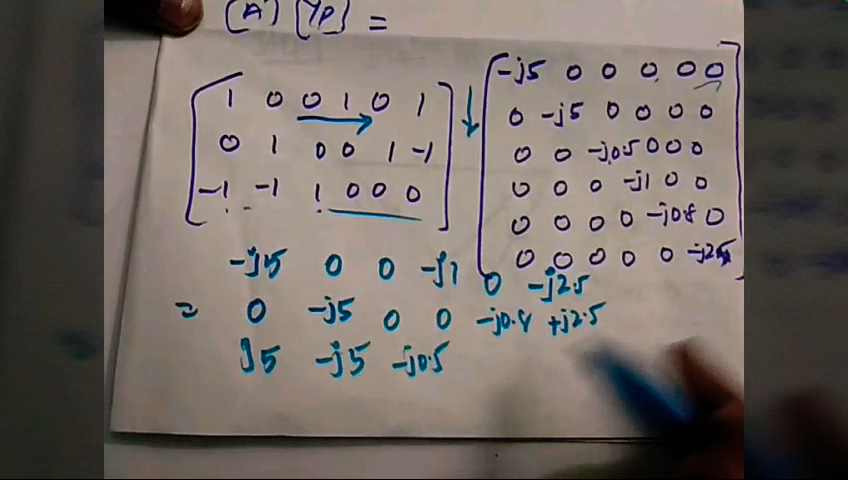 [A] [Yp] =
1 0 0 1 0 1
0 1 0 0 1 -1
-1 -1 1 0 0 0
-j5 0 0 0 0 0
0 -j5 0 0 0 0
0 0 -j0.5 0 0 0
0 0 0 -j1 0 0
0 0 0 0 -j0.8 0
0 0 0 0 0 -j2.5
-j5 0 0 -j1 0 -j2.5
= 0 -j5 0 0 -j0.8 +j2.5
j5 -j5 -j0.5